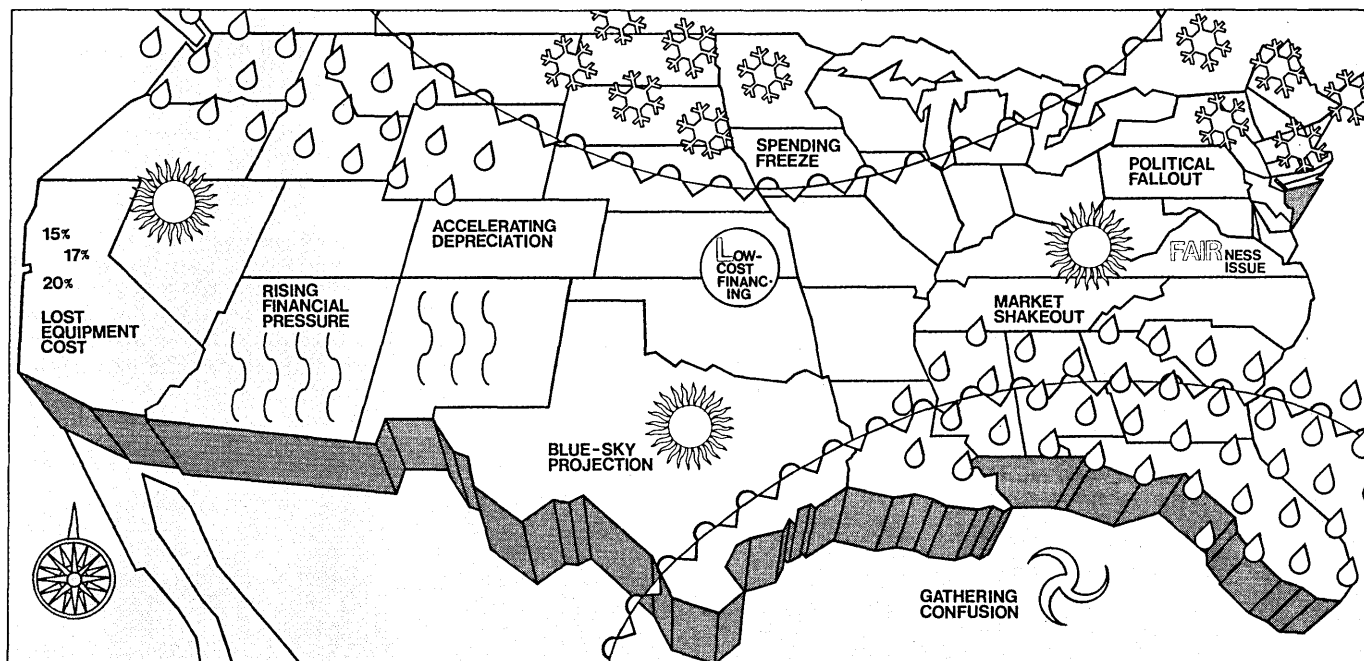 SPENDING
FREEZE
POLITICAL
FALLOUT
ACCELERATING
DEPRECIATION
15%
17%
20%
LOST
EQUIPMENT
COST
RISING
FINANCIAL
PRESSURE
LOW-
COST
FINANC-
ING
FAIRNESS
ISSUE
MARKET
SHAKEOUT
BLUE-SKY
PROJECTION
GATHERING
CONFUSION